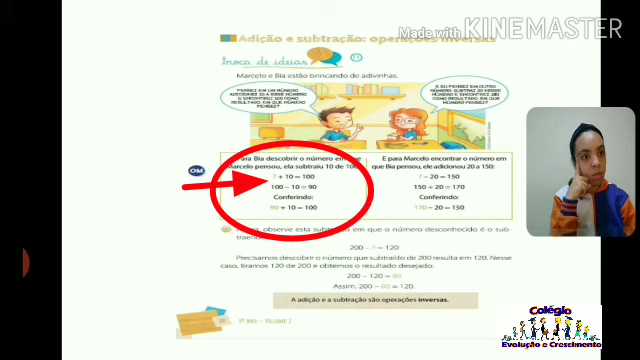 Made with KINEMASTER
Adição e subtração: operações inversas
troca de ideias
Marcelo e Bia estão brincando de adivinhas.
PENSEI EM UM NÚMERO,
ADICIONEI 10 A ESSE
NÚMERO E ENCONTREI 100 COMO
RESULTADO. EM QUE NÚMERO
PENSEI?
E EU PENSEI EM OUTRO
NÚMERO, SUBTRAÍ 20 DESSE
NÚMERO E ENCONTREI 150
COMO RESULTADO. EM QUE
NÚMERO PENSEI?
OM
Para Bia descobrir o número em que
Marcelo pensou, ela subtraiu 10 de 100
? + 10 = 100
100 – 10 = 90
Conferindo:
90 + 10 = 100
E para Marcelo encontrar o número em
que Bia pensou, ele adicionou 20 a 150:
? – 20 = 150
150 + 20 = 170
Conferindo:
170 – 20 = 150
observe esta subtração em que o número desconhecido é o sub-
traendo
200 – ? = 120
Precisamos descobrir o número que subtraído de 200 resulta em 120. Nesse
caso, tiramos 120 de 200 e obtemos o resultado desejado.
200 – 120 = 80
Assim, 200 – 80 = 120.
A adição e a subtração são operações inversas.
ANO – VOLUME
Colégio
Evolução e Crescimento